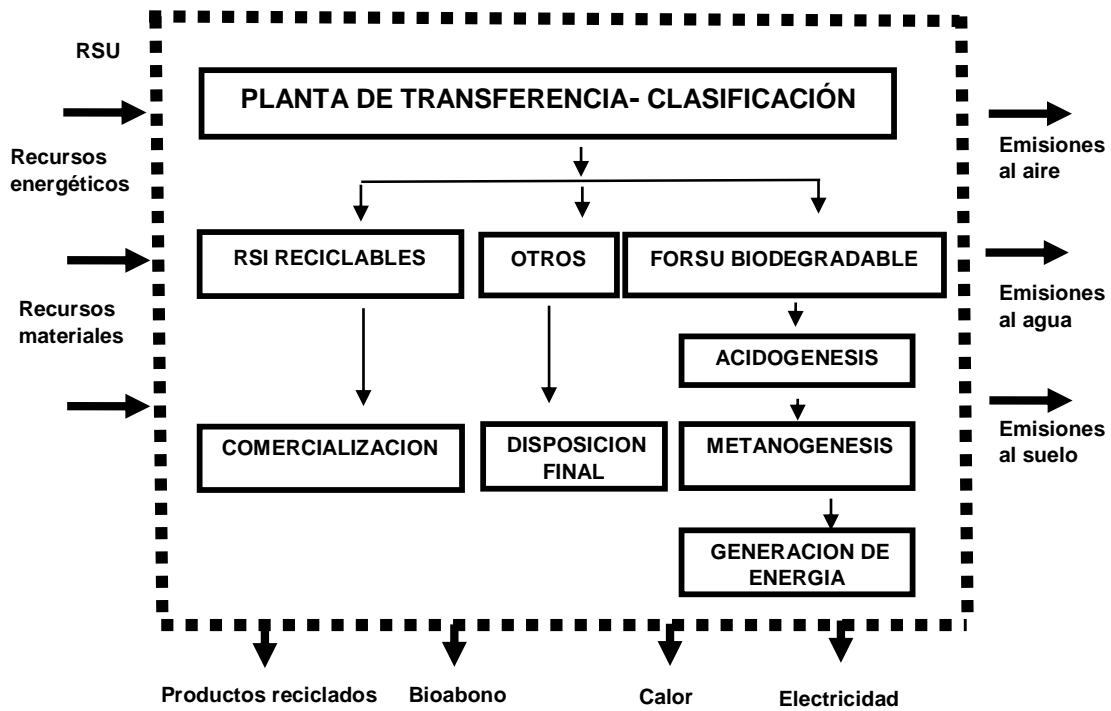 RSU
PLANTA DE TRANSFERENCIA- CLASIFICACIÓN
Recursos
energéticos
Emisiones
al aire
RSI RECICLABLES
OTROS
FORSU BIODEGRADABLE
Recursos
materiales
Emisiones
al agua
ACIDOGENESIS
COMERCIALIZACION
DISPOSICION
FINAL
METANOGENESIS
Emisiones
al suelo
GENERACION DE
ENERGIA
Productos reciclados
Bioabono
Calor
Electricidad